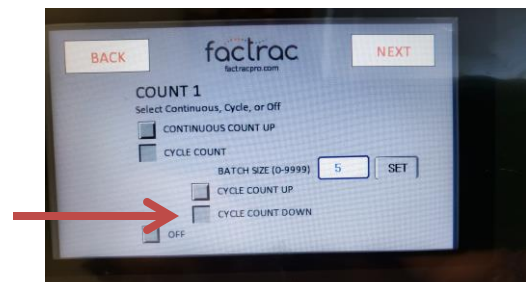 BACK
factrac
NEXT
factracpro.com
COUNT 1
Select Continuous, Cycle, or Off
CONTINUOUS COUNT UP
CYCLE COUNT
BATCH SIZE (0-9999) 5 SET
CYCLE COUNT UP
CYCLE COUNT DOWN
OFF